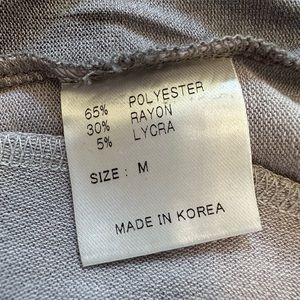 65% POLYESTER
30% RAYON
5% LYCRA
SIZE : M
MADE IN KOREA